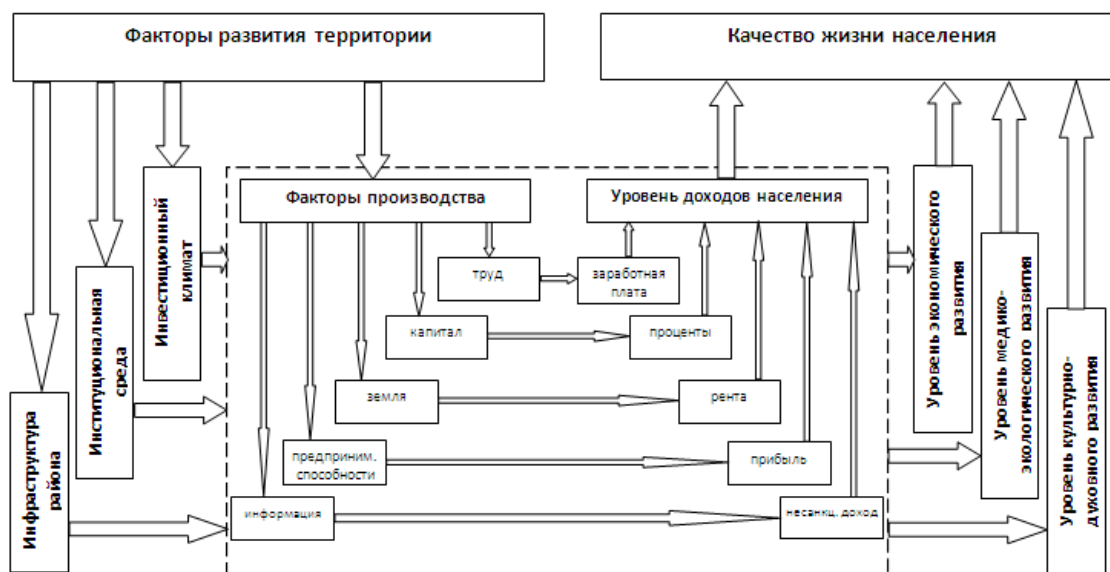 Факторы развития территории
Качество жизни населения
Инвестиционный
климат
Институциональная
среда
Инфраструктура
района
Факторы производства
Уровень доходов населения
труд
заработная
плата
капитал
проценты
земля
рента
предприним.
способности
прибыль
информация
несанкц. доход
Уровень экономического
развития
Уровень медико-
экологического развития
Уровень культурно-
духовного развития